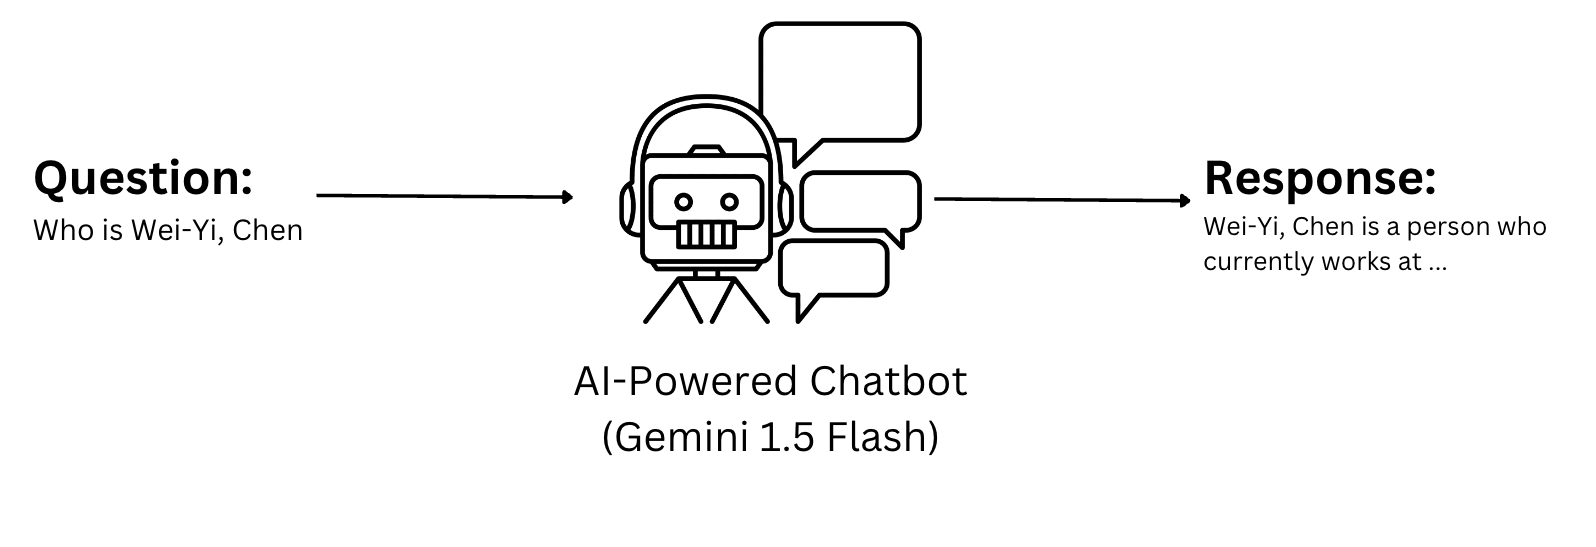 Question:
Who is Wei-Yi, Chen
AI-Powered Chatbot
(Gemini 1.5 Flash)
Response:
Wei-Yi, Chen is a person who
currently works at ...